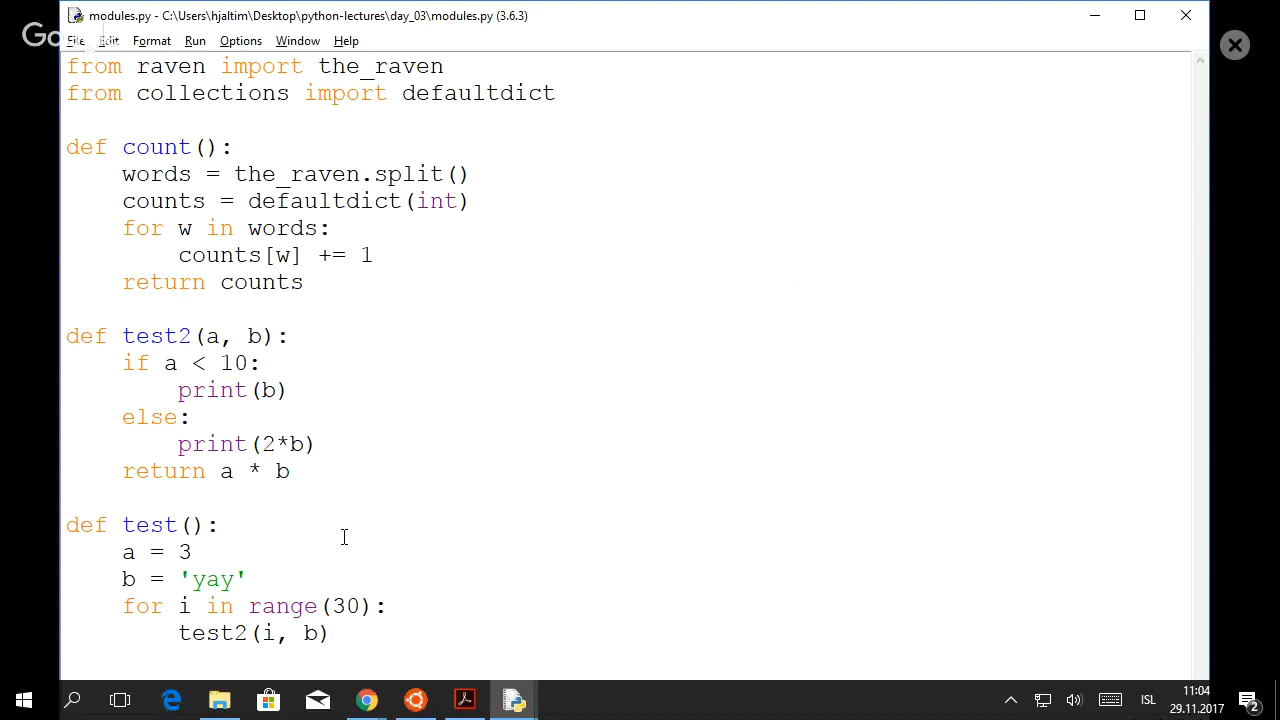 modules.py - C:\Users\hjaltim\Desktop\python-lectures\day_03\modules.py (3.6.3)
File Edit Format Run Options Window Help
from raven import the_raven
from collections import defaultdict
def count():
    words = the_raven.split()
    counts = defaultdict(int)
    for w in words:
        counts[w] += 1
    return counts
def test2(a, b):
    if a < 10:
        print(b)
    else:
        print(2*b)
    return a * b
def test():
    a = 3
    b = 'yay'
    for i in range(30):
        test2(i, b)
ISL
11:04
29.11.2017
2